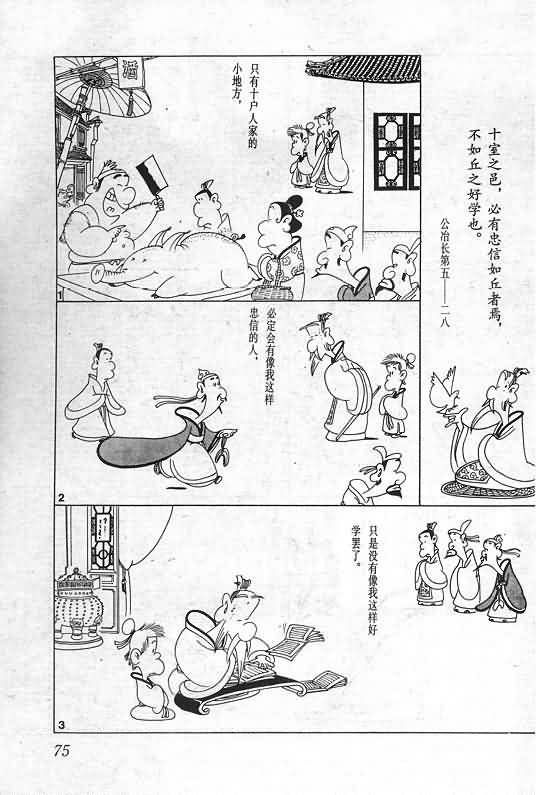 十室之邑，必有忠信如丘者焉，
不如丘之好学也。
公冶长第五——二八
酒
只有十户人家的
小地方，
1
必定会有像我这样
忠信的人，
2
只是没有像我这样好
学罢了。
3
75